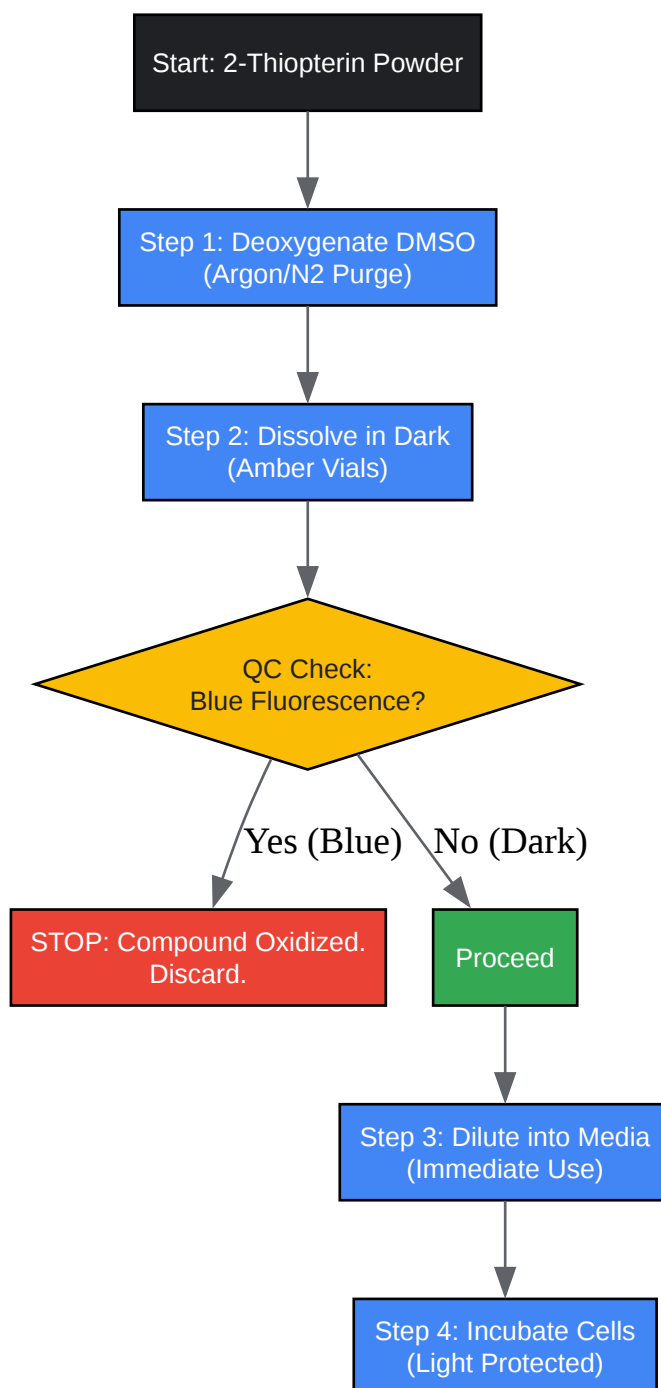 Start: 2-Thiopterin Powder
Step 1: Deoxygenate DMSO
(Argon/N2 Purge)
Step 2: Dissolve in Dark
(Amber Vials)
QC Check:
Blue Fluorescence?
Yes (Blue)
No (Dark)
STOP: Compound Oxidized.
Discard.
Proceed
Step 3: Dilute into Media
(Immediate Use)
Step 4: Incubate Cells
(Light Protected)